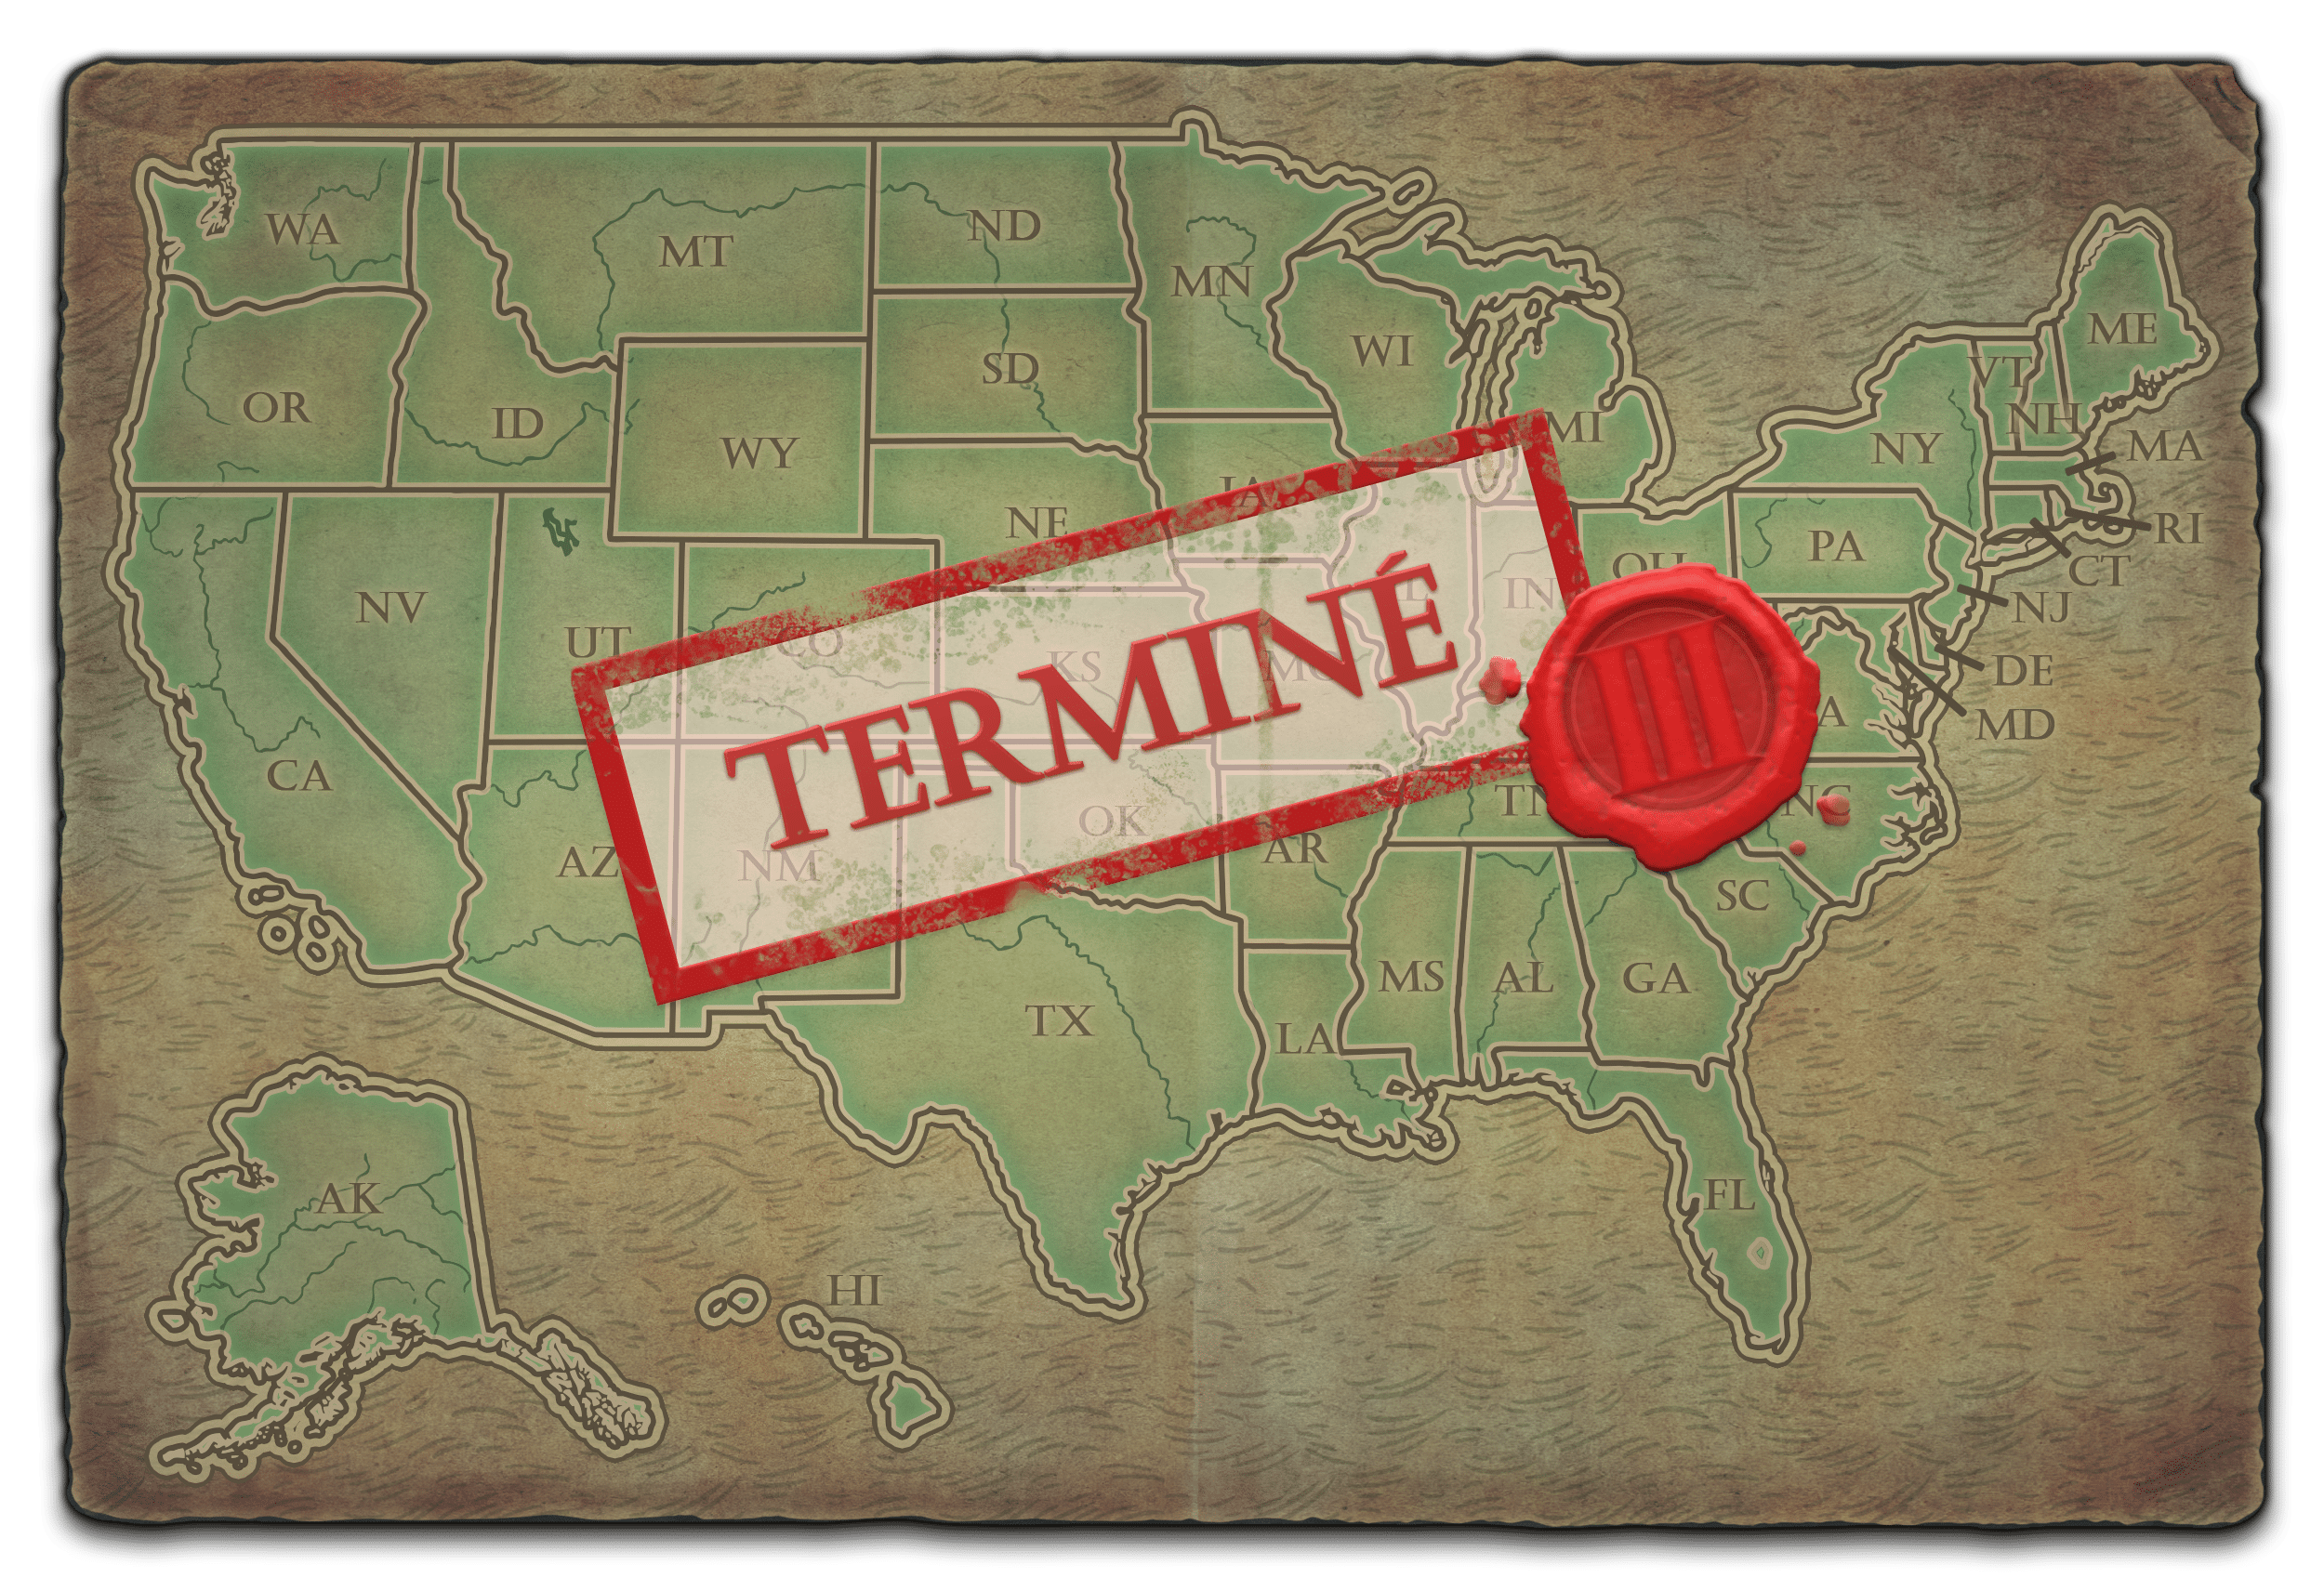 WA
MT
ND
MN
OR
ID
SD
WI
MI
ME
VT
NH
MA
NY
WY
NE
IA
RI
PA
CT
NV
UT
CO
KS
MO
IN
OH
NJ
DE
MD
TERMINÉ
III
CA
AZ
NM
OK
AR
TN
NC
SC
TX
LA
MS
AL
GA
FL
AK
HI